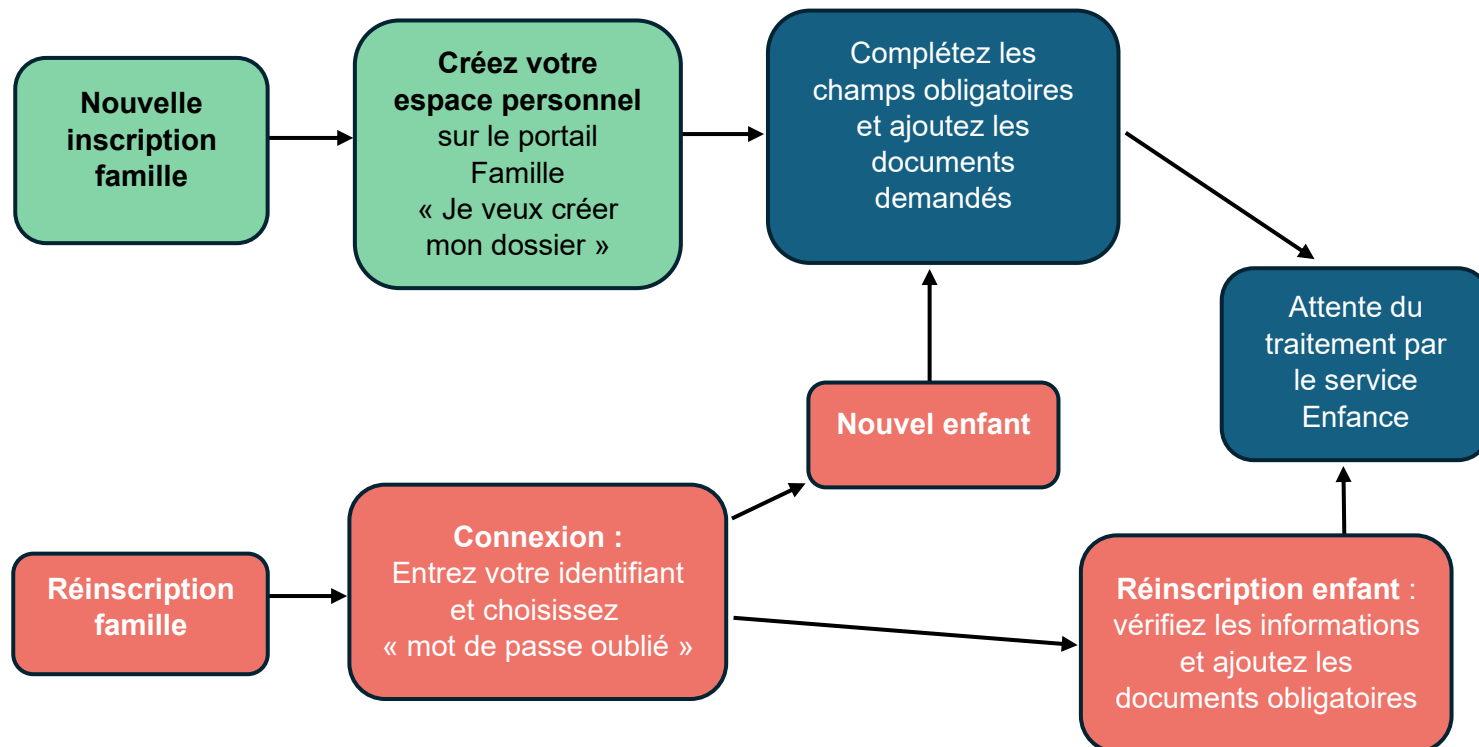 Nouvelle
inscription
famille
Créez votre
espace personnel
sur le portail
Famille
« Je veux créer
mon dossier »
Complétez les
champs obligatoires
et ajoutez les
documents
demandés
Attente du
traitement par
le service
Enfance
Nouvel enfant
Réinscription
famille
Connexion :
Entrez votre identifiant
et choisissez
« mot de passe oublié »
Réinscription enfant :
vérifiez les informations
et ajoutez les
documents obligatoires